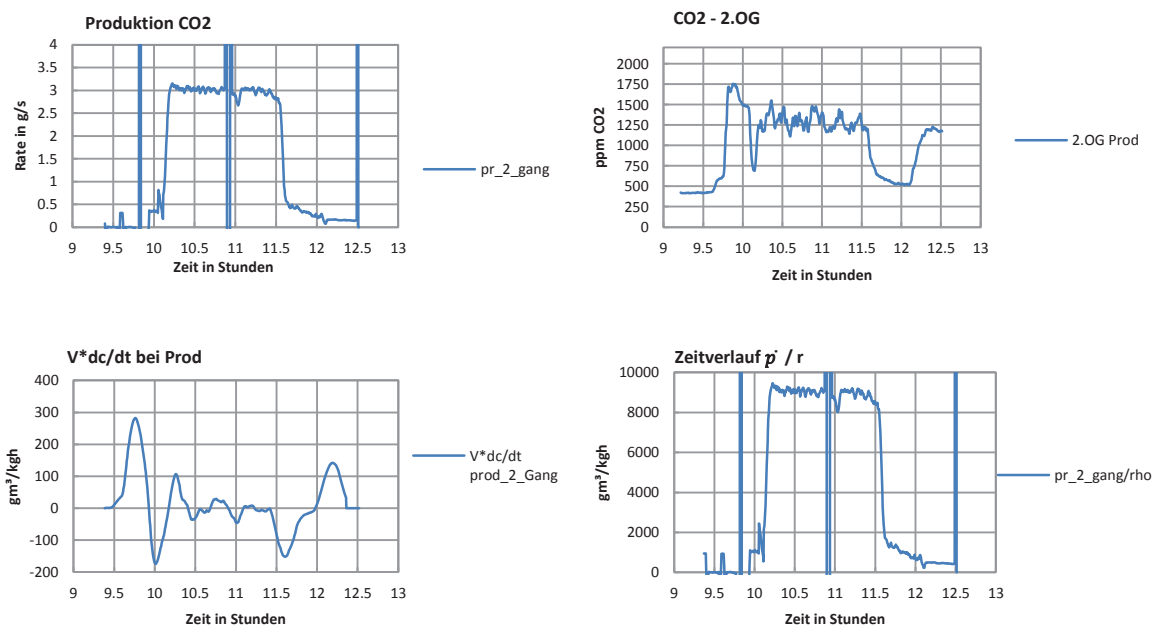 Produktion CO2
4
3.5
3
2.5
2
1.5
1
0.5
0
Rate in g/s
9 9.5 10 10.5 11 11.5 12 12.5 13
Zeit in Stunden
pr_2_gang
CO2 - 2.OG
2000
1750
1500
1250
1000
750
500
250
0
ppm CO2
9 9.5 10 10.5 11 11.5 12 12.5 13
Zeit in Stunden
2.OG Prod
V*dc/dt bei Prod
400
300
200
100
0
-100
-200
gm³/kgh
9 9.5 10 10.5 11 11.5 12 12.5 13
Zeit in Stunden
V*dc/dt
prod_2_Gang
Zeitverlauf ṗ / r
10000
8000
6000
4000
2000
0
gm³/kgh
9 9.5 10 10.5 11 11.5 12 12.5 13
Zeit in Stunden
pr_2_gang/rho